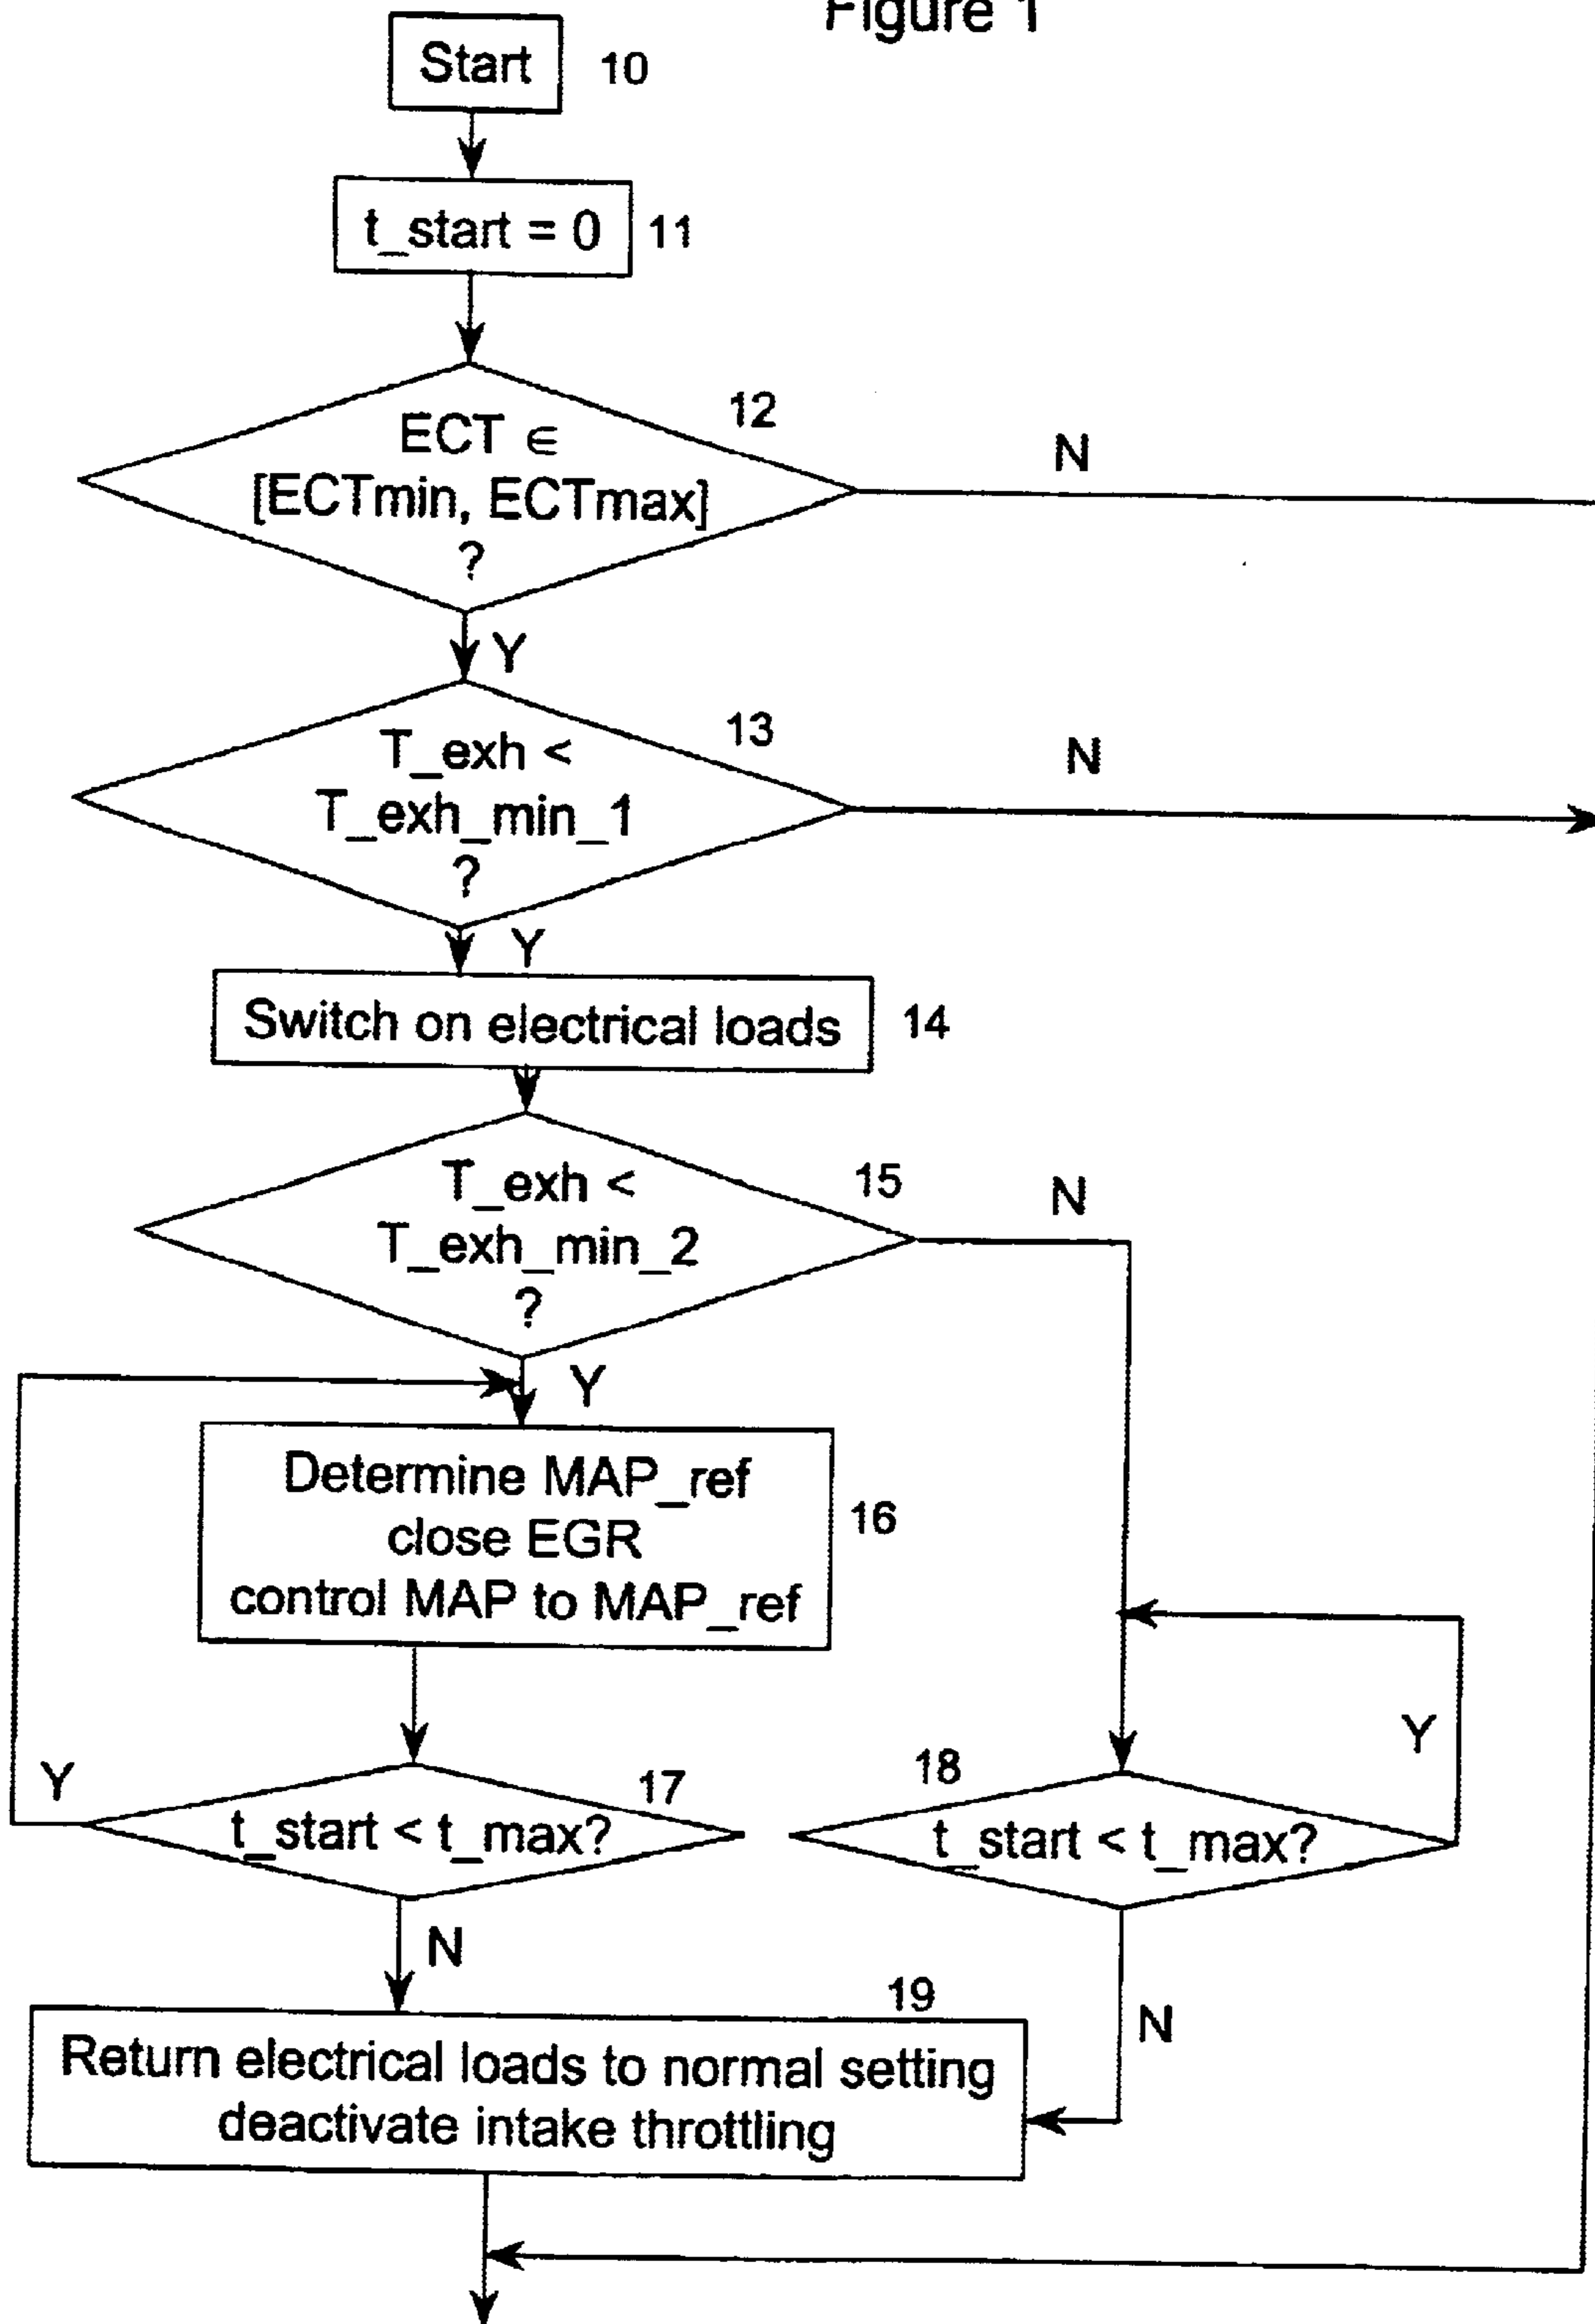 Figure 1
Start
10
t_start = 0
11
12
ECT ∈
[ECTmin, ECTmax]
?
N
Y
13
T_exh <
T_exh_min_1
?
N
Y
Switch on electrical loads
14
15
T_exh <
T_exh_min_2
?
N
Y
Determine MAP_ref
close EGR
control MAP to MAP_ref
16
Y
17
t_start < t_max?
18
t_start < t_max?
Y
N
N
19
Return electrical loads to normal setting
deactivate intake throttling